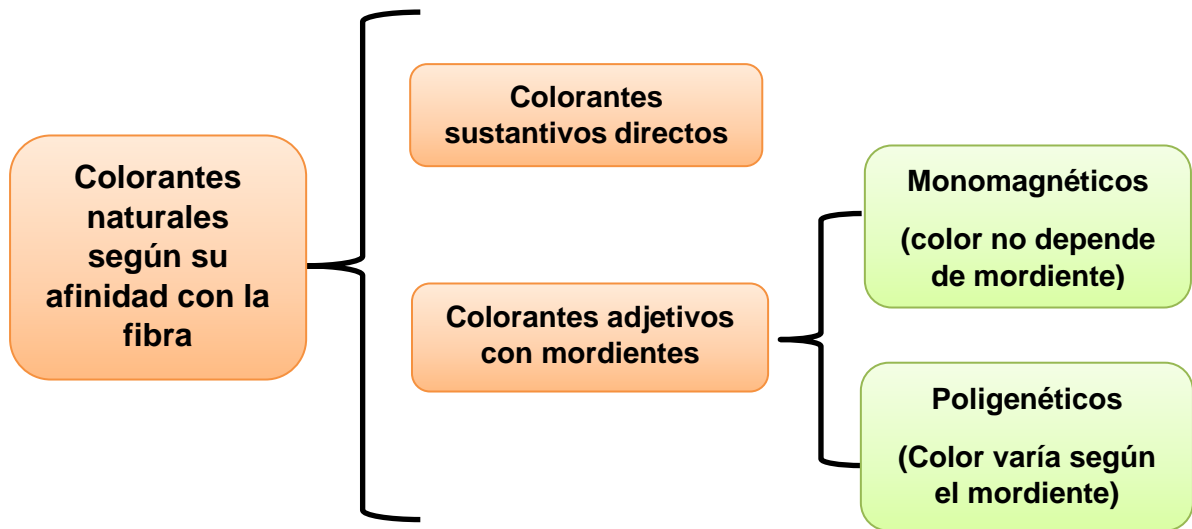 Colorantes
naturales
según su
afinidad con la
fibra
Colorantes
sustantivos directos
Colorantes adjetivos
con mordientes
Monomagnéticos
(color no depende
de mordiente)
Poligenéticos
(Color varía según
el mordiente)